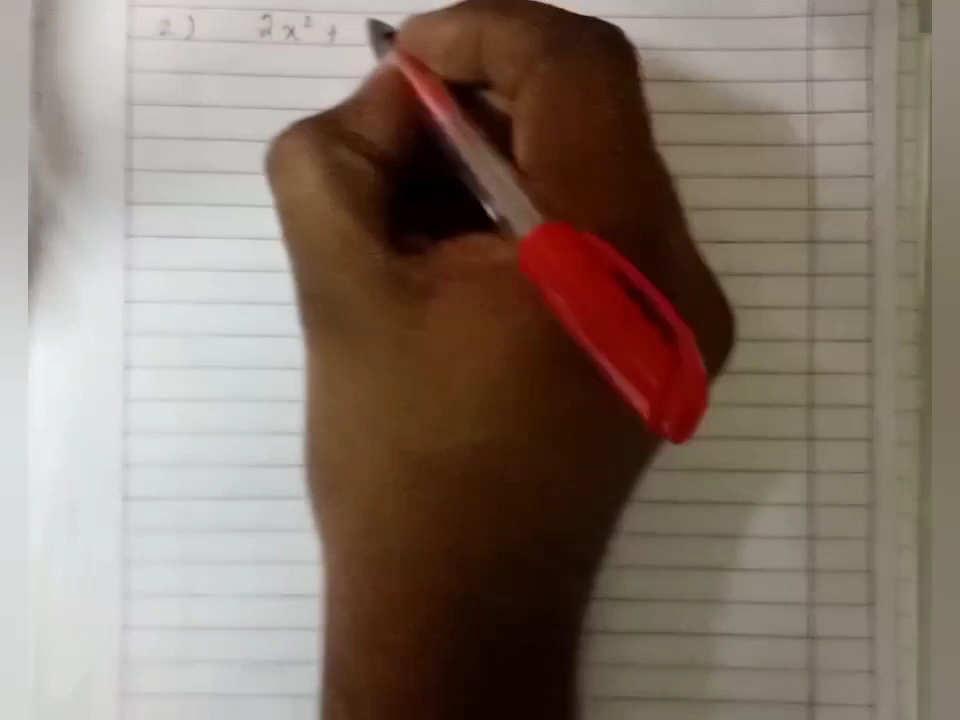 2) 2x² +